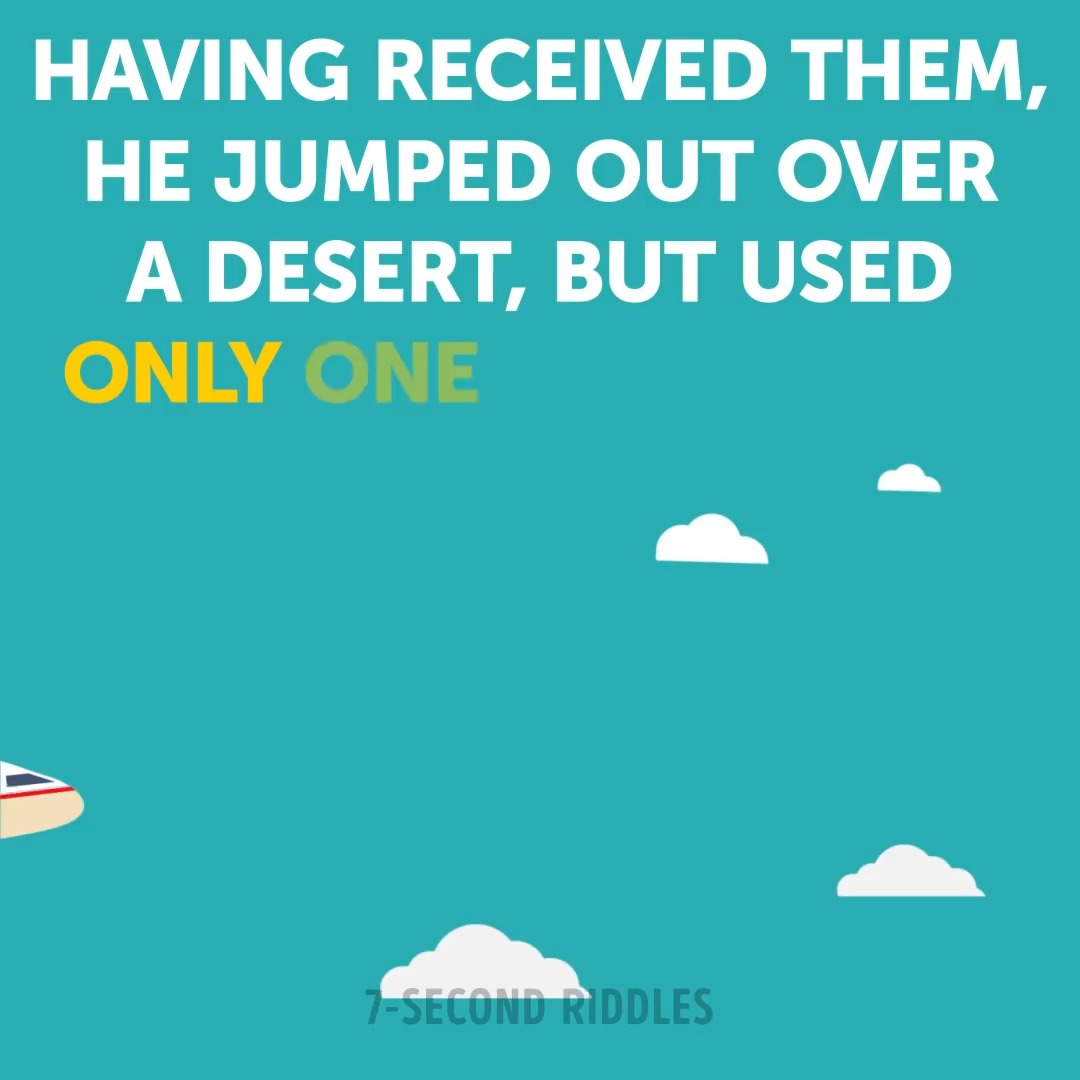 HAVING RECEIVED THEM,
HE JUMPED OUT OVER
A DESERT, BUT USED
ONLY ONE
7-SECOND RIDDLES